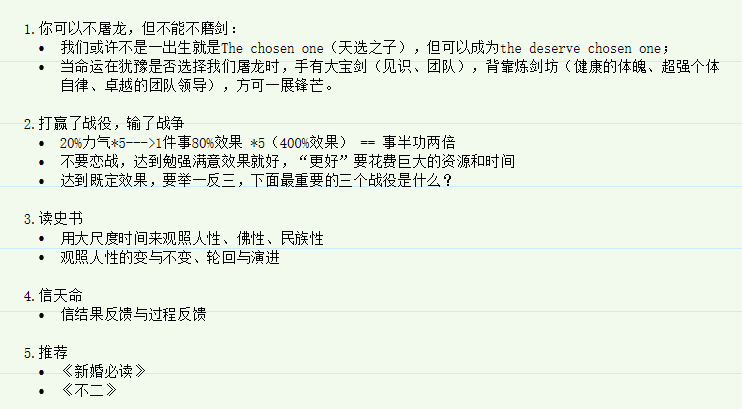 1.你可以不屠龙，但不能不磨剑：
• 我们或许不是一出生就是The chosen one（天选之子），但可以成为the deserve chosen one；
• 当命运在犹豫是否选择我们屠龙时，手有大宝剑（见识、团队），背靠炼剑坊（健康的体魄、超强个体
自律、卓越的团队领导），方可一展锋芒。
2.打赢了战役，输了战争
• 20%力气*5--->1件事80%效果 *5（400%效果） == 事半功两倍
• 不要恋战，达到勉强满意效果就好，“更好”要花费巨大的资源和时间
• 达到既定效果，要举一反三，下面最重要的三个战役是什么？
3.读史书
• 用大尺度时间来观照人性、佛性、民族性
• 观照人性的变与不变、轮回与演进
4.信天命
• 信结果反馈与过程反馈
5.推荐
• 《新婚必读》
• 《不二》